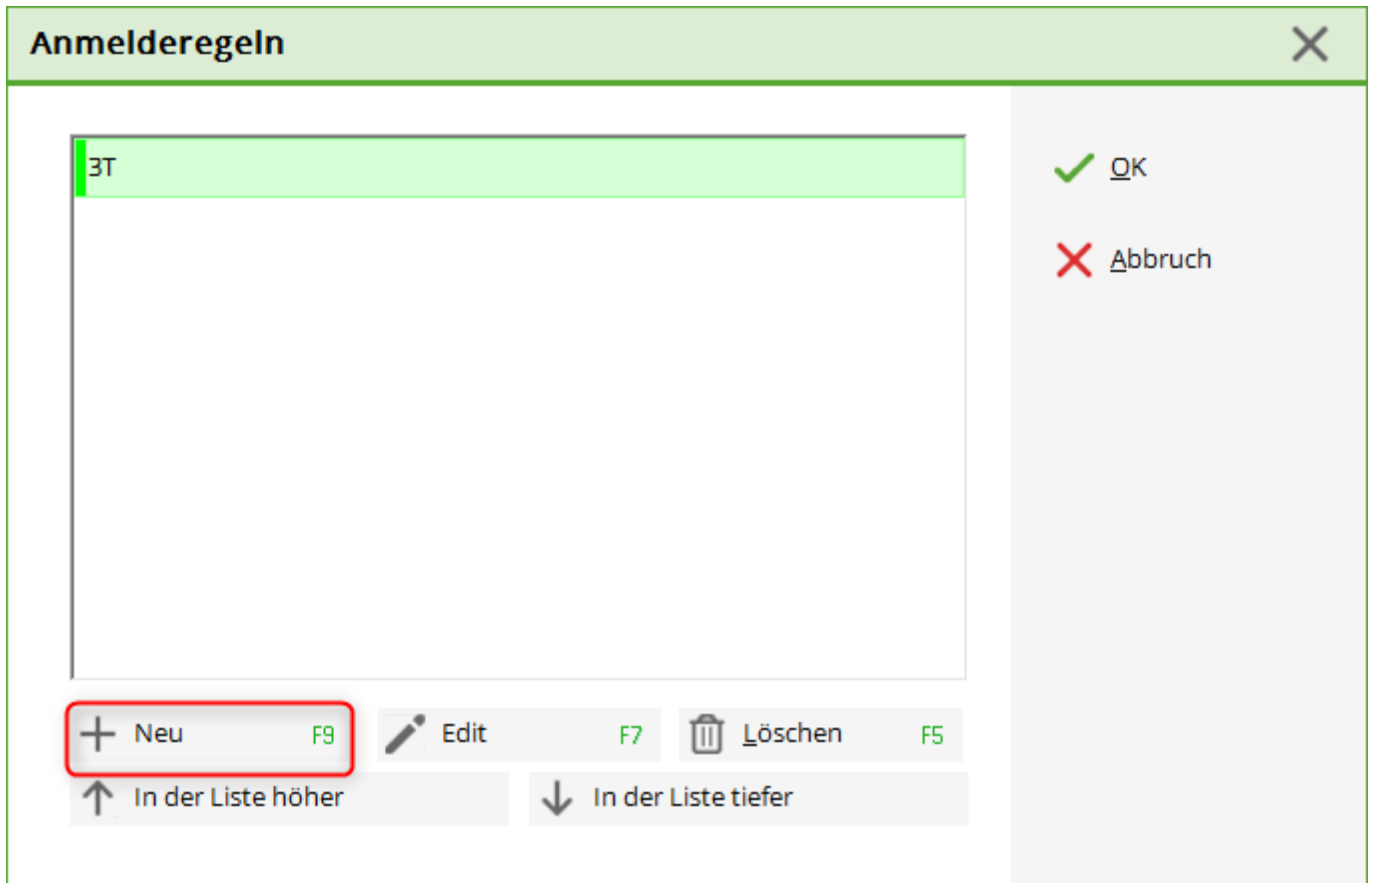 Anmelderegeln
3T
OK
Abbruch
Neu F9 Edit F7 Löschen F5
In der Liste höher In der Liste tiefer